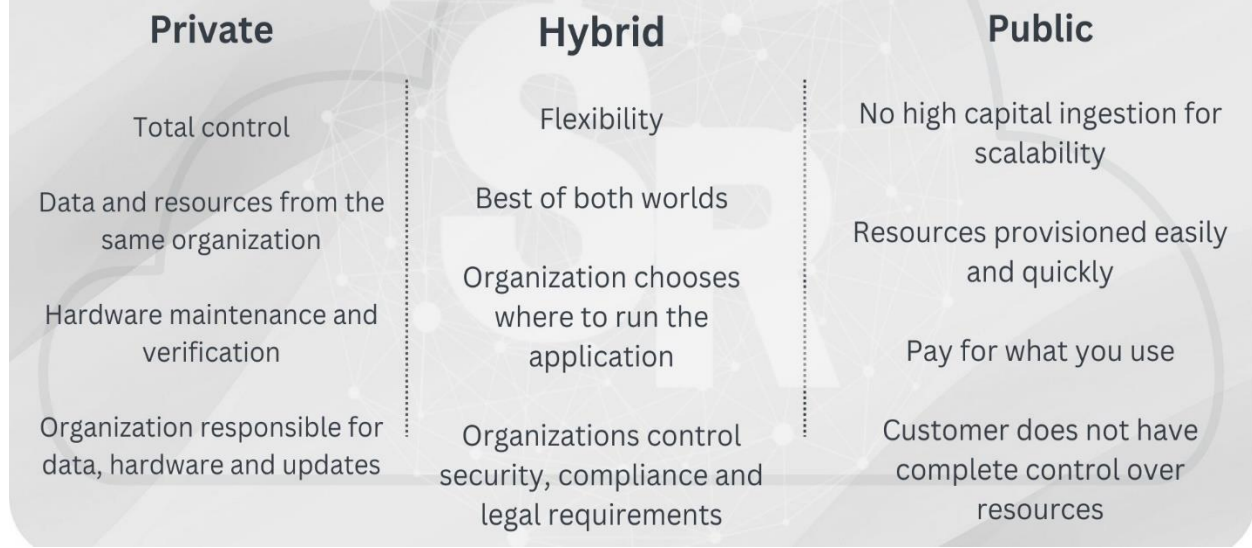 Private
Total control
Data and resources from the
same organization
Hardware maintenance and
verification
Organization responsible for
data, hardware and updates
Hybrid
Flexibility
Best of both worlds
Organization chooses
where to run the
application
Organizations control
security, compliance and
legal requirements
Public
No high capital ingestion for
scalability
Resources provisioned easily
and quickly
Pay for what you use
Customer does not have
complete control over
resources
SR